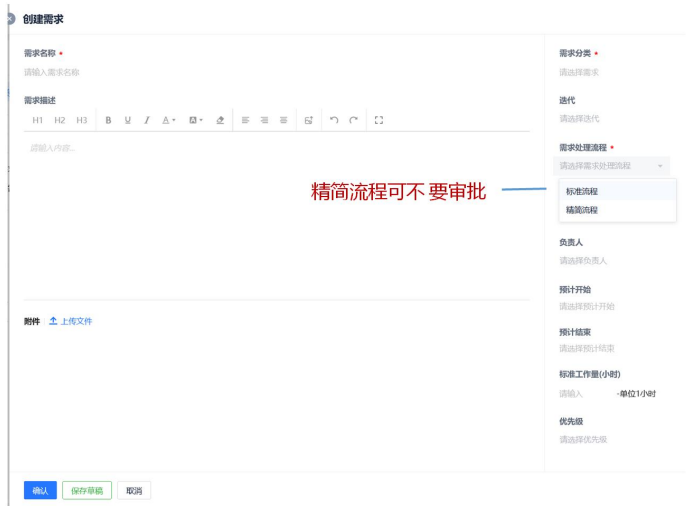 创建需求
需求名称 •
请输入需求名称
需求描述
H1 H2 H3 B U I A A
请输入内容...
精简流程可不 要审批
附件 上传文件
需求分类 •
请选择需求
迭代
请选择迭代
需求处理流程 •
请选择需求处理流程
标准流程
精简流程
负责人
请选择负责人
预计开始
请选择预计开始
预计结束
请选择预计结束
标准工作量(小时)
请输入 -单位1小时
优先级
请选择优先级
确认 保存草稿 取消